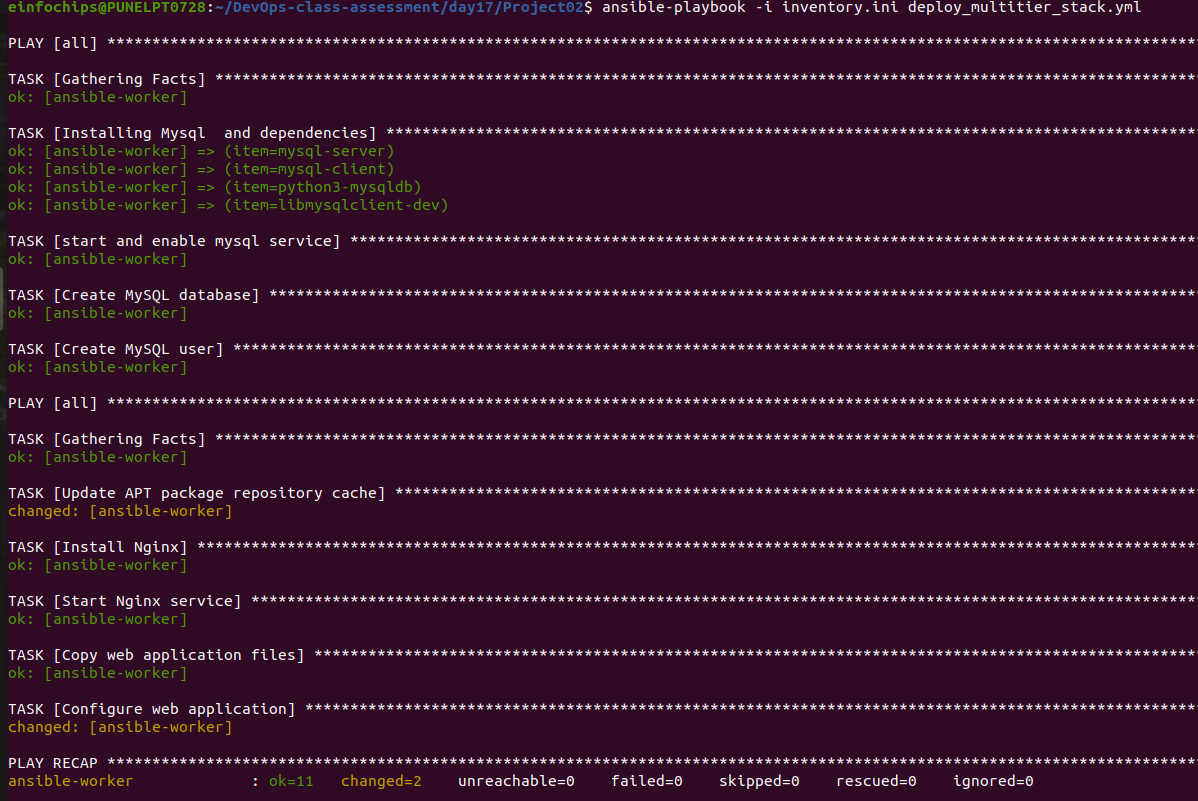 einfochips@PUNELPT0728:~/DevOps-class-assessment/day17/Project02$ ansible-playbook -i inventory.ini deploy_multitier_stack.yml
PLAY [all] *************************************************************************************************************************
TASK [Gathering Facts] *************************************************************************************************************
ok: [ansible-worker]
TASK [Installing Mysql  and dependencies] ******************************************************************************************
ok: [ansible-worker] => (item=mysql-server)
ok: [ansible-worker] => (item=mysql-client)
ok: [ansible-worker] => (item=python3-mysqldb)
ok: [ansible-worker] => (item=libmysqlclient-dev)
TASK [start and enable mysql service] **********************************************************************************************
ok: [ansible-worker]
TASK [Create MySQL database] *******************************************************************************************************
ok: [ansible-worker]
TASK [Create MySQL user] ***********************************************************************************************************
ok: [ansible-worker]
PLAY [all] *************************************************************************************************************************
TASK [Gathering Facts] *************************************************************************************************************
ok: [ansible-worker]
TASK [Update APT package repository cache] *****************************************************************************************
changed: [ansible-worker]
TASK [Install Nginx] ***************************************************************************************************************
ok: [ansible-worker]
TASK [Start Nginx service] *********************************************************************************************************
ok: [ansible-worker]
TASK [Copy web application files] **************************************************************************************************
ok: [ansible-worker]
TASK [Configure web application] ***************************************************************************************************
changed: [ansible-worker]
PLAY RECAP *************************************************************************************************************************
ansible-worker             : ok=11   changed=2    unreachable=0    failed=0    skipped=0    rescued=0    ignored=0